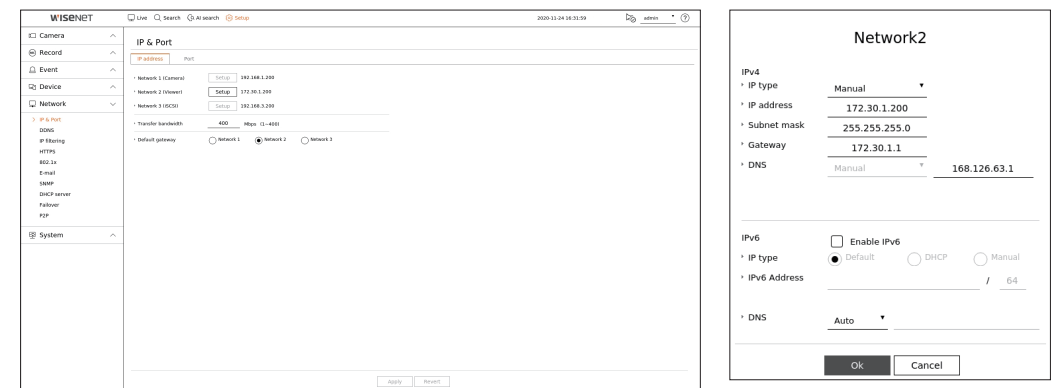 WISENET
Live Search AI search Setup 2020-11-24 16:31:59 admin ?
Camera
Record
Event
Device
Network
IP & Port
DDNS
IP filtering
HTTPS
802.1x
E-mail
SNMP
DHCP server
Failover
P2P
System
IP & Port
IP address Port
Network 1 (Camera) Setup 192.168.1.200
Network 2 (Viewer) Setup 172.30.1.200
Network 3 (iSCSI) Setup 192.168.3.200
Transfer bandwidth 400 Mbps (1~400)
Default gateway Network 1 Network 2 Network 3
Apply Revert
Network2
IPv4
IP type Manual
IP address 172.30.1.200
Subnet mask 255.255.255.0
Gateway 172.30.1.1
DNS Manual 168.126.63.1
IPv6 Enable IPv6
IP type Default DHCP Manual
IPv6 Address / 64
DNS Auto
Ok Cancel